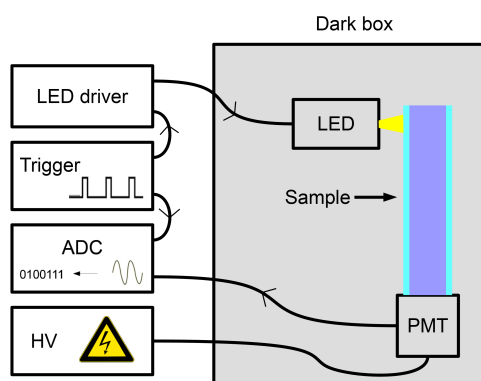 Dark box
LED driver
LED
Trigger
Sample
ADC
0100111
PMT
HV